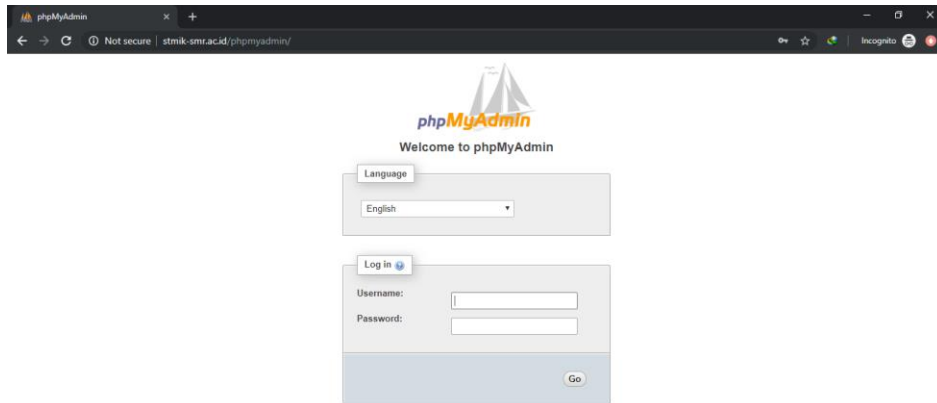 phpMyAdmin
Not secure | stmik-smr.ac.id/phpmyadmin/
Incognito
phpMyAdmin
Welcome to phpMyAdmin
Language
English
Log in
Username:
Password:
Go